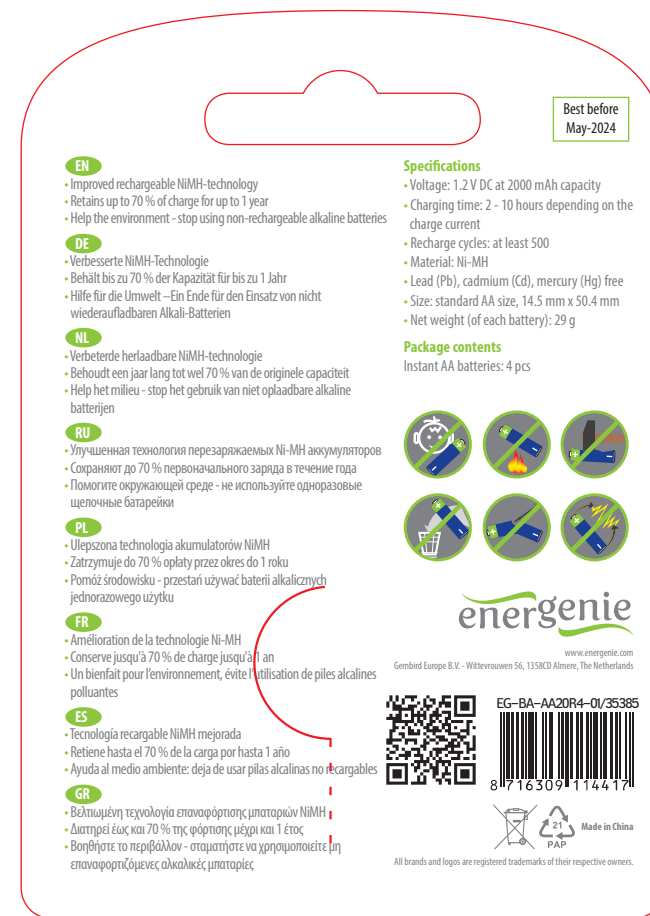 Best before
May-2024
EN
• Improved rechargeable NiMH-technology
• Retains up to 70 % of charge for up to 1 year
• Help the environment - stop using non-rechargeable alkaline batteries
DE
• Verbesserte NiMH-Technologie
• Behält bis zu 70 % der Kapazität für bis zu 1 Jahr
• Hilfe für die Umwelt –Ein Ende für den Einsatz von nicht
wiederaufladbaren Alkali-Batterien
NL
• Verbeterde herlaadbare NiMH-technologie
• Behoudt een jaar lang tot wel 70 % van de originele capaciteit
• Help het milieu - stop het gebruik van niet oplaadbare alkaline
batterijen
RU
• Улучшенная технология перезаряжаемых Ni-MH аккумуляторов
• Сохраняют до 70 % первоначального заряда в течение года
• Помогите окружающей среде - не используйте одноразовые
щелочные батарейки
PL
• Ulepszona technologia akumulatorów NiMH
• Zatrzymuje do 70 % opłaty przez okres do 1 roku
• Pomóż środowisku - przestań używać baterii alkalicznych
jednorazowego użytku
FR
• Amélioration de la technologie Ni-MH
• Conserve jusqu'à 70 % de charge jusqu'à 1 an
• Un bienfait pour l'environnement, évite l'utilisation de piles alcalines
polluantes
ES
• Tecnología recargable NiMH mejorada
• Retiene hasta el 70 % de la carga por hasta 1 año
• Ayuda al medio ambiente: deja de usar pilas alcalinas no recargables
GR
• Βελτιωμένη τεχνολογία επαναφόρτισης μπαταριών NiMH
• Διατηρεί έως και 70 % της φόρτισης μέχρι και 1 έτος
• Βοηθήστε το περιβάλλον - σταματήστε να χρησιμοποιείτε μη
επαναφορτιζόμενες αλκαλικές μπαταρίες
Specifications
• Voltage: 1.2 V DC at 2000 mAh capacity
• Charging time: 2 - 10 hours depending on the
charge current
• Recharge cycles: at least 500
• Material: Ni-MH
• Lead (Pb), cadmium (Cd), mercury (Hg) free
• Size: standard AA size, 14.5 mm x 50.4 mm
• Net weight (of each battery): 29 g
Package contents
Instant AA batteries: 4 pcs
energenie
www.energenie.com
Gembird Europe B.V. - Wittevrouwen 56, 1358CD Almere, The Netherlands
EG-BA-AA20R4-01/35385
8 716309 114417
21
PAP
Made in China
All brands and logos are registered trademarks of their respective owners.